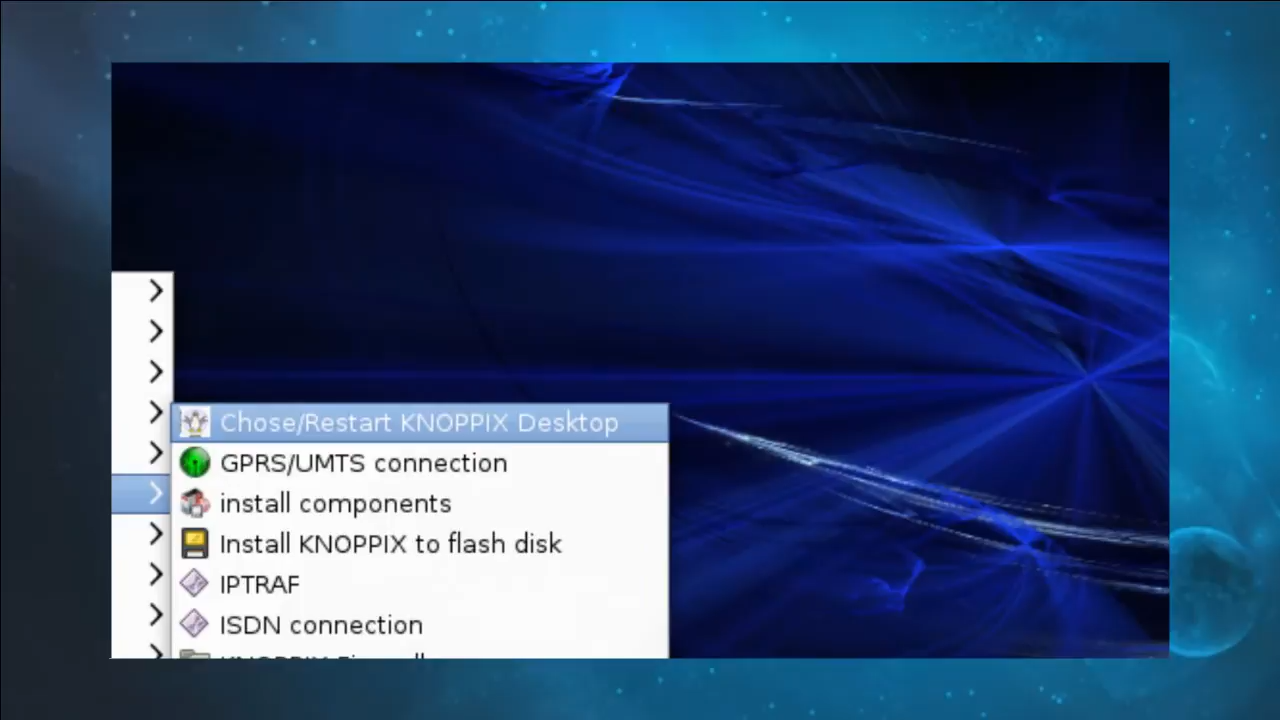 Chose/Restart KNOPPIX Desktop
GPRS/UMTS connection
install components
Install KNOPPIX to flash disk
IPTRAF
ISDN connection